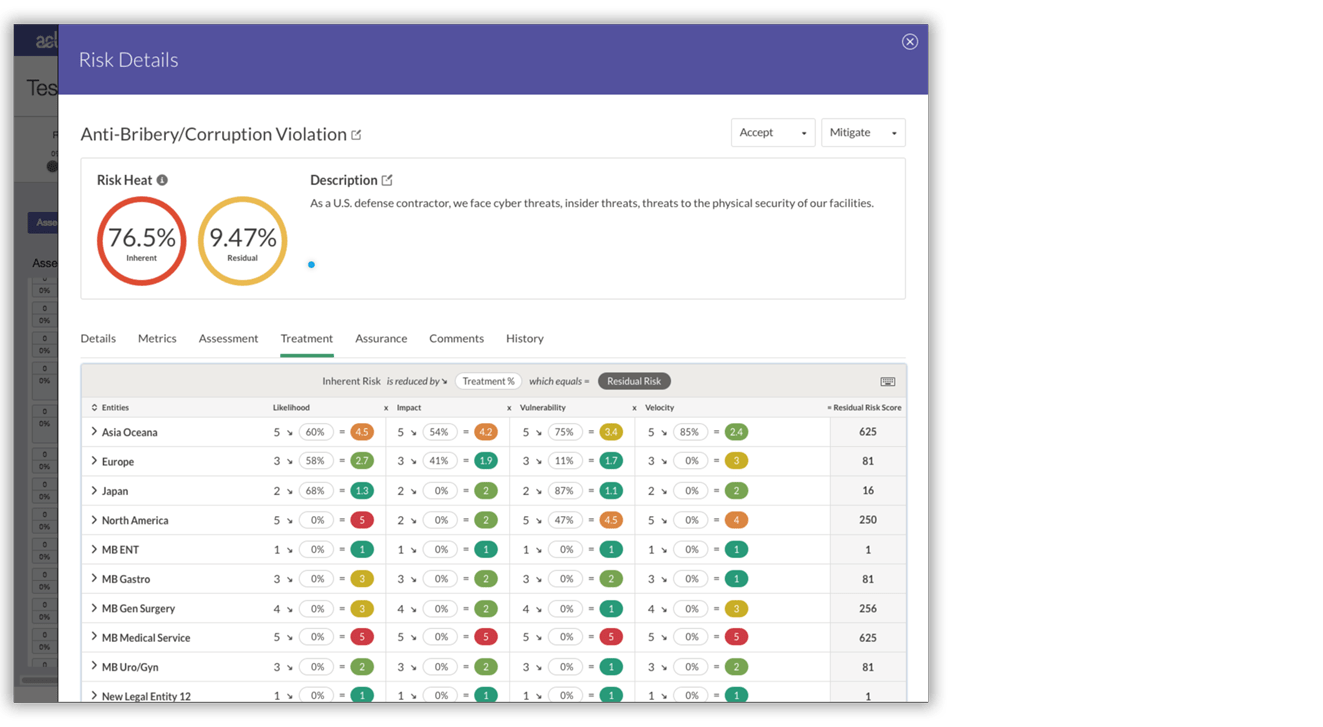 acl
Risk Details
Tes
Anti-Bribery/Corruption Violation
Accept
Mitigate
Risk Heat
Description
As a U.S. defense contractor, we face cyber threats, insider threats, threats to the physical security of our facilities.
76.5%
Inherent
9.47%
Residual
Asse
Asse
Details Metrics Assessment Treatment Assurance Comments History
Inherent Risk is reduced by ↘ Treatment % which equals = Residual Risk
Entities Likelihood x Impact x Vulnerability x Velocity = Residual Risk Score
Asia Oceana 5 ↘ 60% = 4.5 5 ↘ 54% = 4.2 5 ↘ 75% = 3.4 5 ↘ 85% = 2.4 625
Europe 3 ↘ 58% = 2.7 3 ↘ 41% = 1.9 3 ↘ 11% = 1.7 3 ↘ 0% = 3 81
Japan 2 ↘ 68% = 1.3 2 ↘ 0% = 2 2 ↘ 87% = 1.1 2 ↘ 0% = 2 16
North America 5 ↘ 0% = 5 2 ↘ 0% = 2 5 ↘ 47% = 4.5 5 ↘ 0% = 4 250
MB ENT 1 ↘ 0% = 1 1 ↘ 0% = 1 1 ↘ 0% = 1 1 ↘ 0% = 1 1
MB Gastro 3 ↘ 0% = 3 3 ↘ 0% = 2 3 ↘ 0% = 2 3 ↘ 0% = 1 81
MB Gen Surgery 4 ↘ 0% = 3 4 ↘ 0% = 2 4 ↘ 0% = 1 4 ↘ 0% = 3 256
MB Medical Service 5 ↘ 0% = 5 5 ↘ 0% = 5 5 ↘ 0% = 5 5 ↘ 0% = 5 625
MB Uro/Gyn 3 ↘ 0% = 2 3 ↘ 0% = 2 3 ↘ 0% = 1 3 ↘ 0% = 2 81
New Legal Entity 12 1 ↘ 0% = 1 1 ↘ 0% = 1 1 ↘ 0% = 1 1 ↘ 0% = 1 1